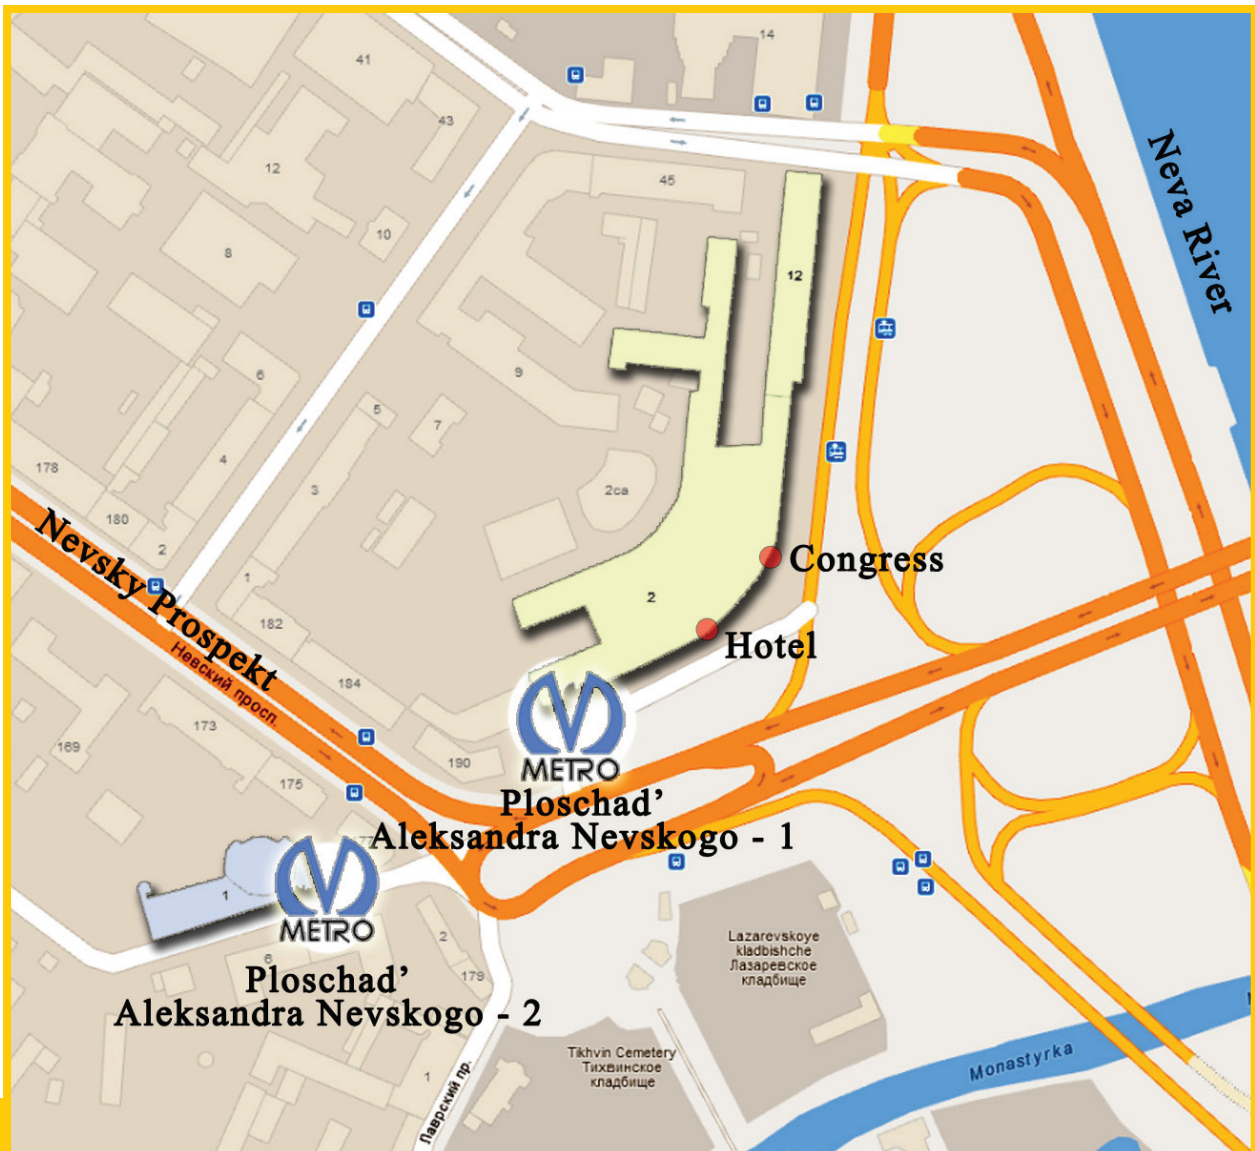 14
41
43
12
45
10
8
12
Neva River
6
9
5
7
178
4
3
2са
180
2
Nevsky Prospekt
Невский просп.
1
182
2
Congress
Hotel
184
173
169
190
175
METRO
Ploschad'
Aleksandra Nevskogo - 1
177
1
METRO
6
2
179
Ploschad'
Aleksandra Nevskogo - 2
Lazarevskoye
kladbishche
Лазаревское
кладбище
Tikhvin Cemetery
Тихвинское
кладбище
Monastyrka
1
Лаврский пр.